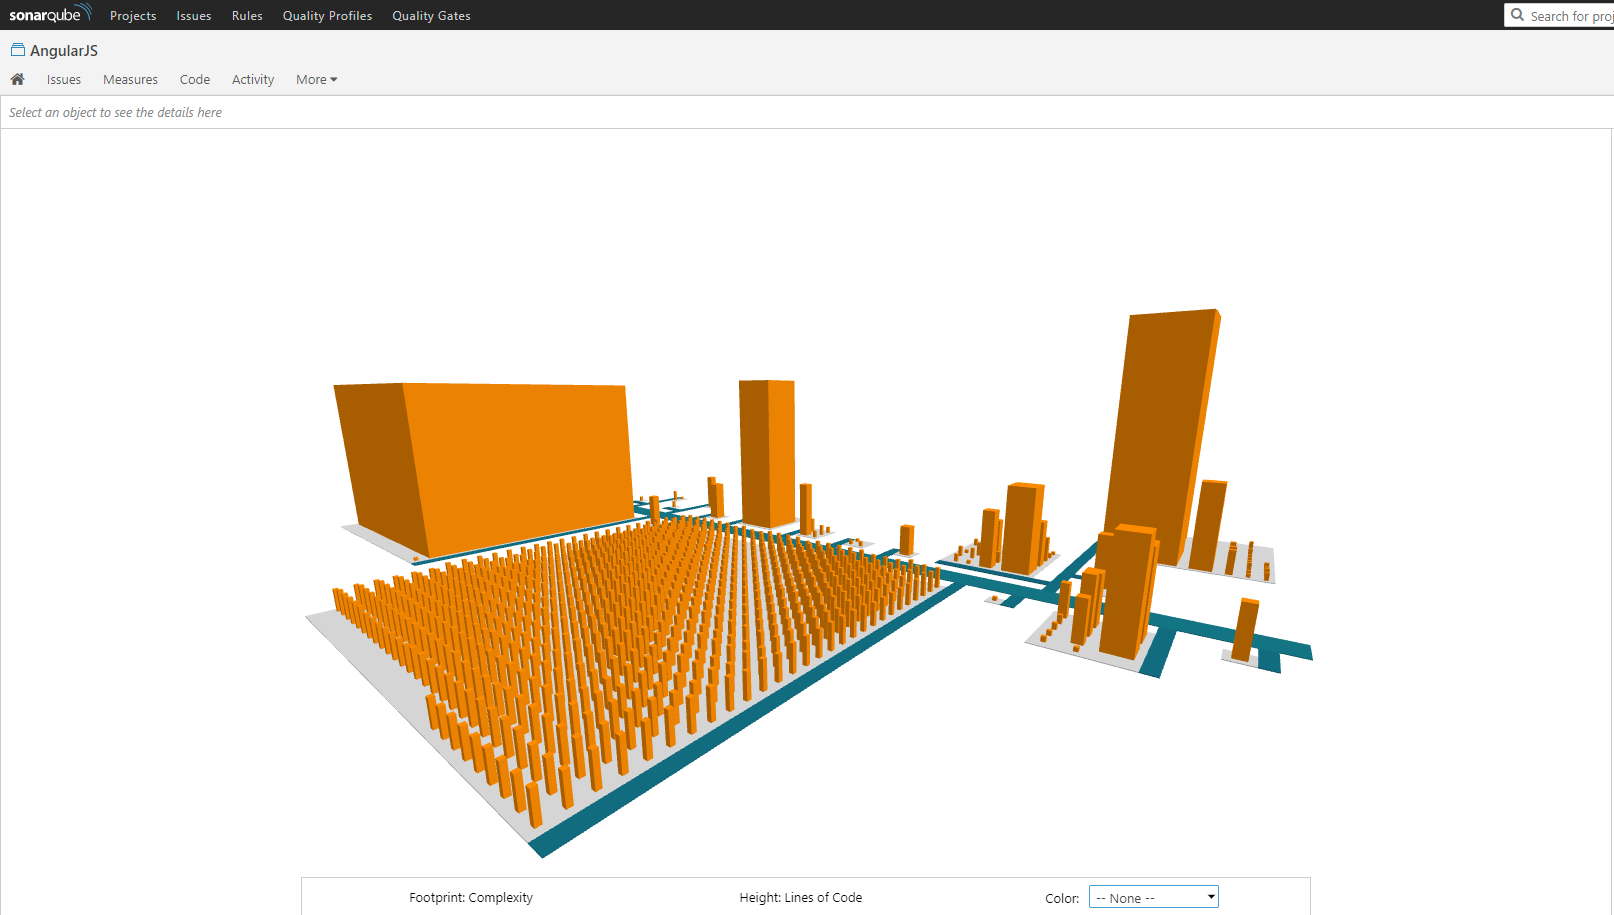 sonarqube Projects Issues Rules Quality Profiles Quality Gates Search for proj
AngularJS
Issues Measures Code Activity More
Select an object to see the details here
Footprint: Complexity Height: Lines of Code Color: -- None --